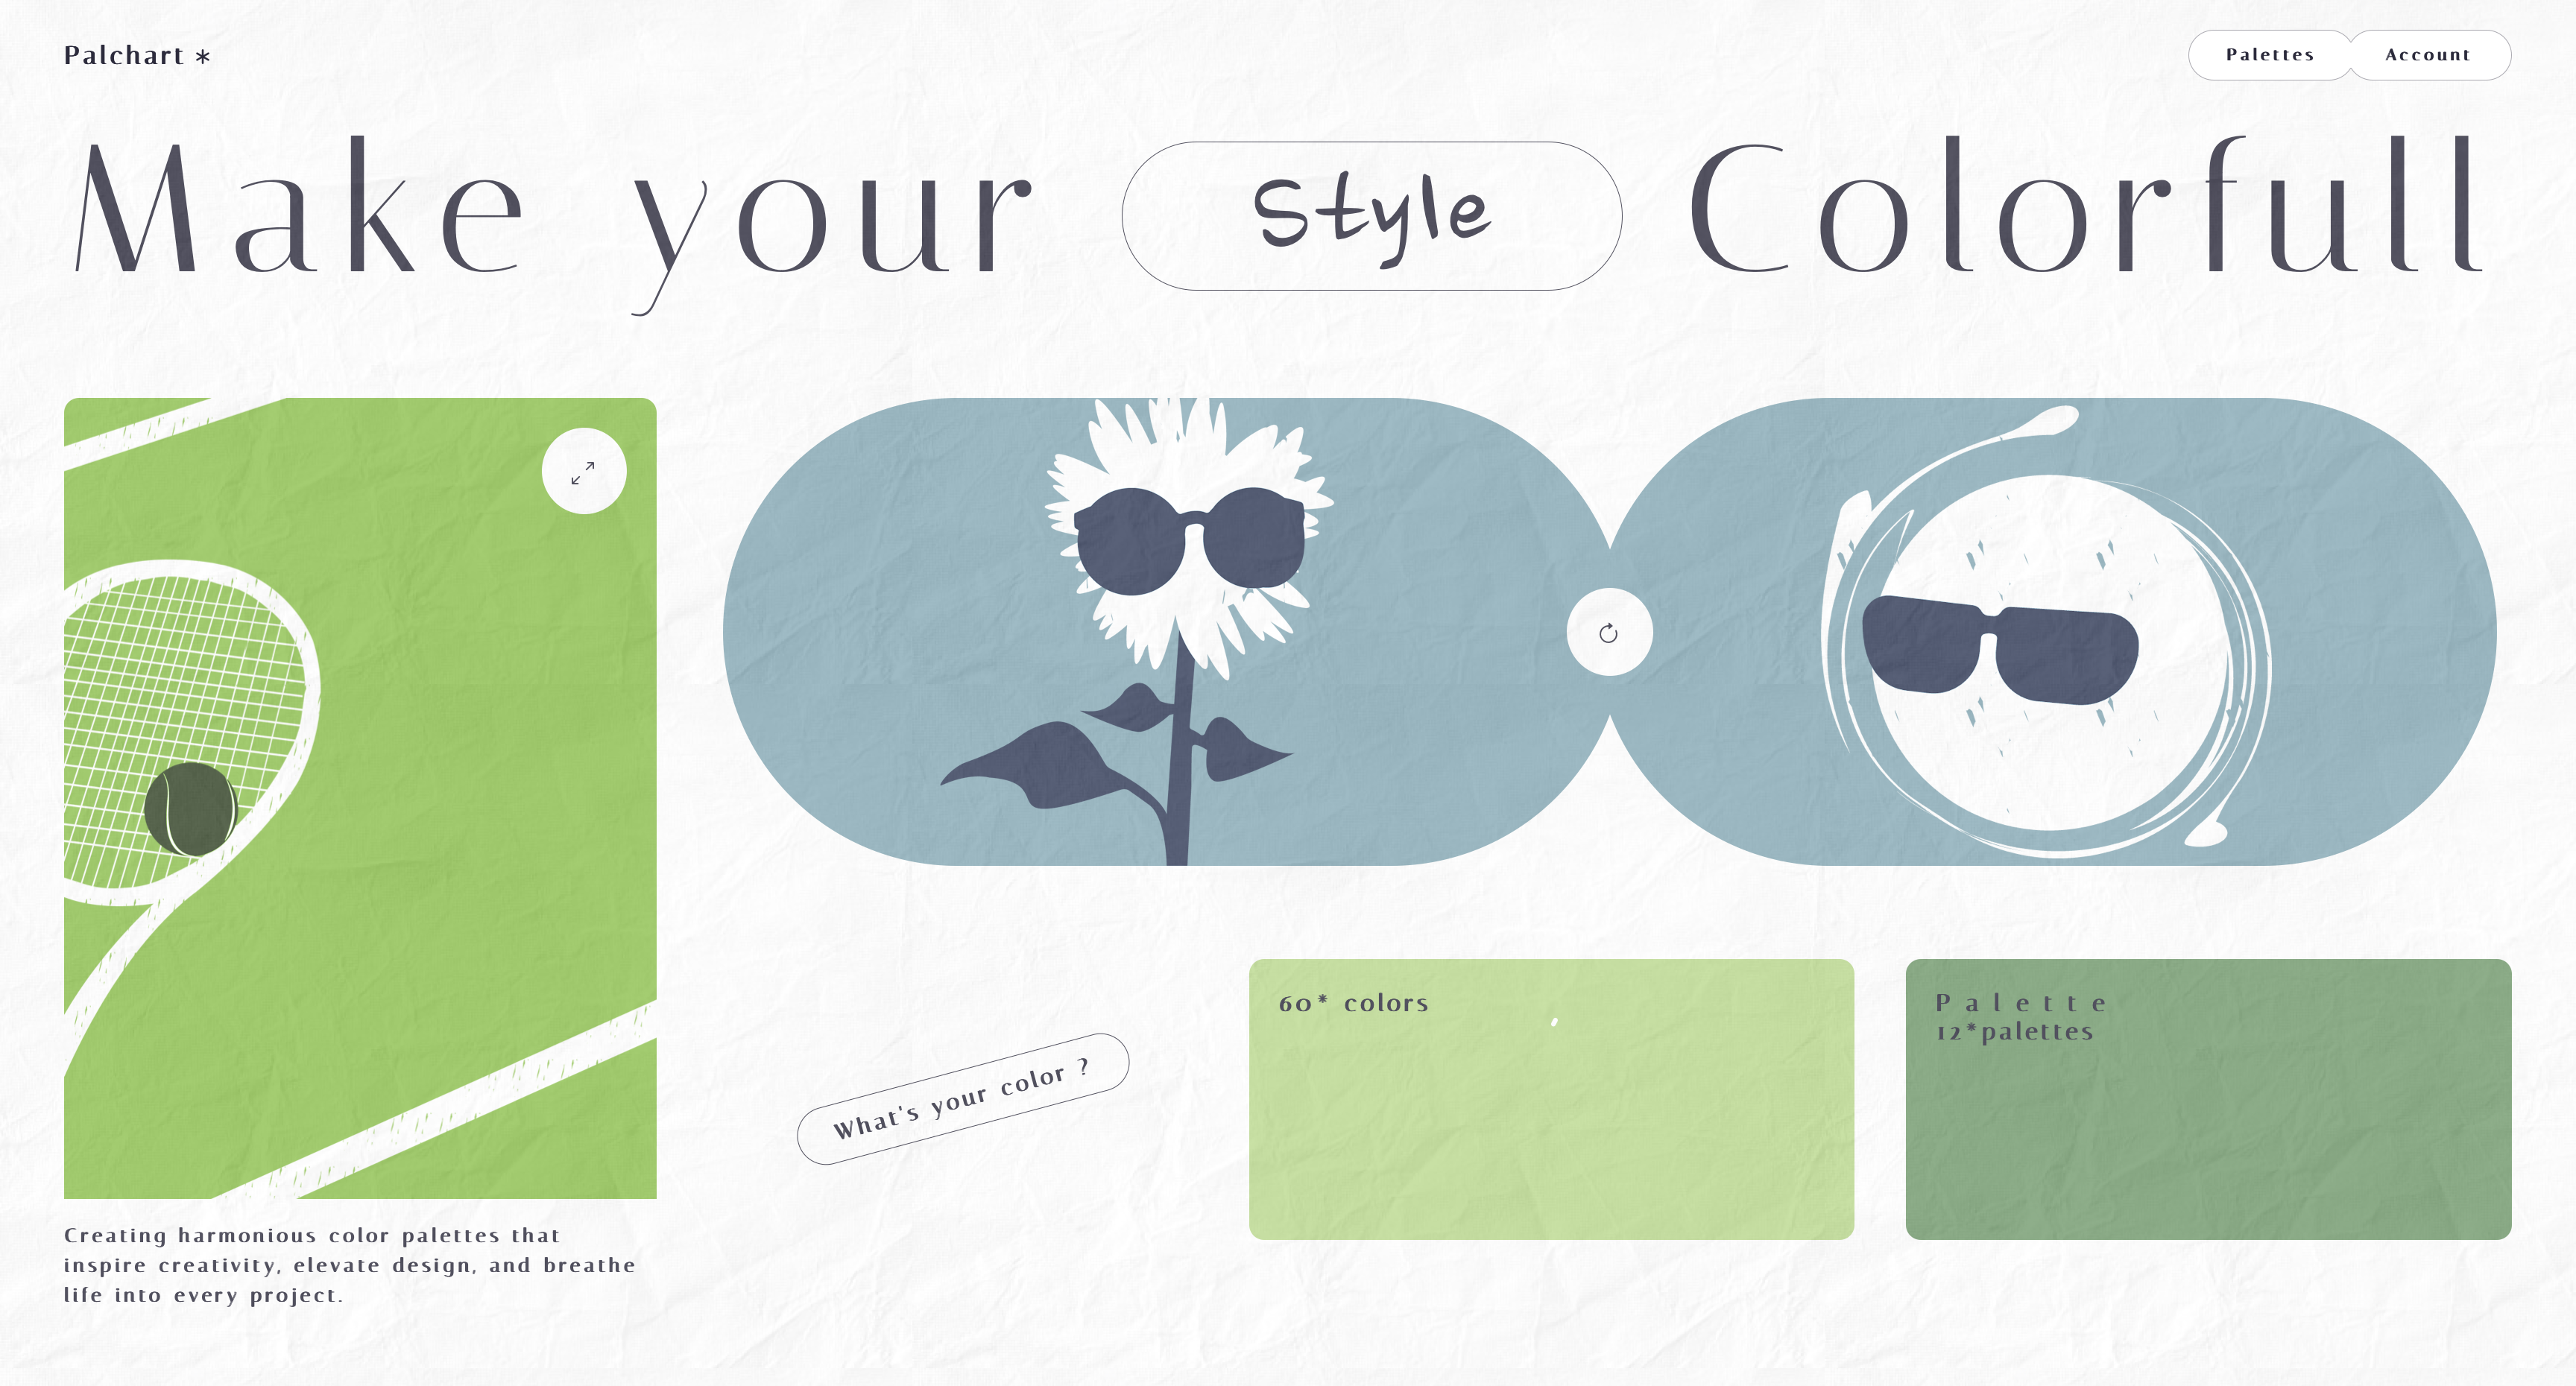 Palchart *
Palettes
Account
Make your Style Colorfull
60* colors
Palette
12*palettes
What's your color ?
Creating harmonious color palettes that
inspire creativity, elevate design, and breathe
life into every project.